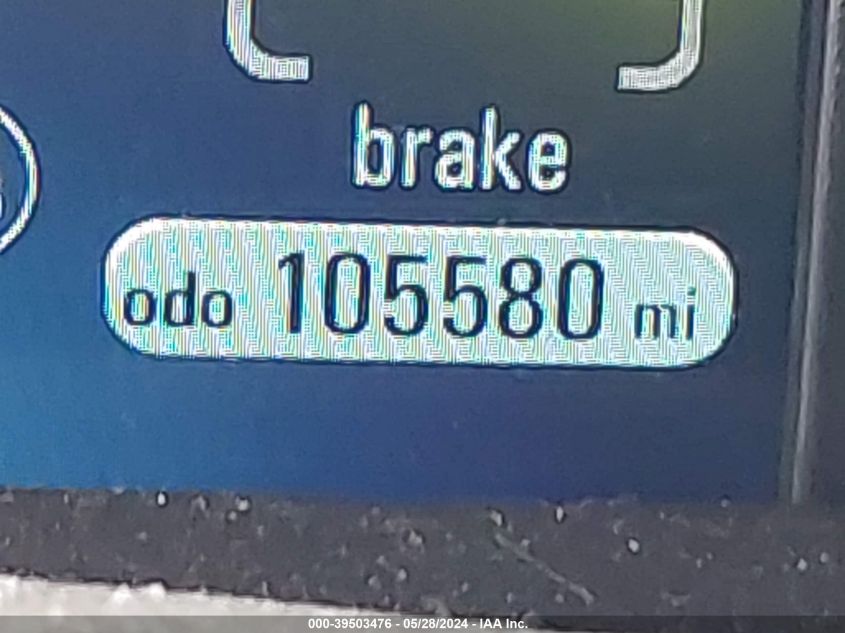 brake
odo 105580 mi
000-39503476 - 05/28/2024 - IAA Inc.